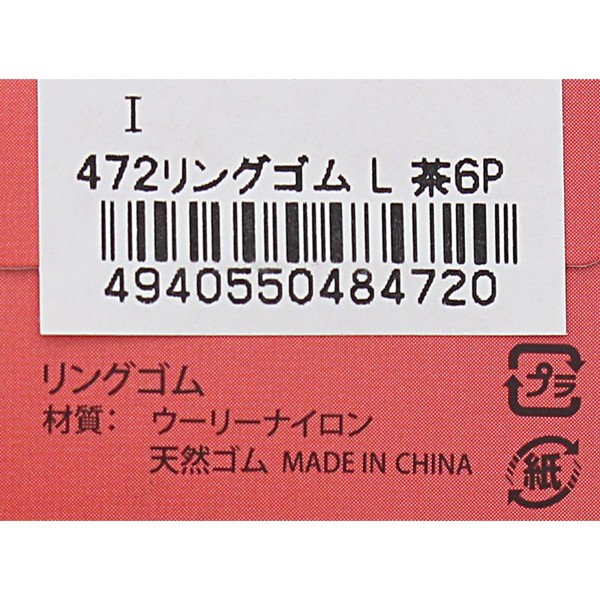 I
472リングゴム L 茶6P
4940550484720
リングゴム
材質： ウーリーナイロン
天然ゴム MADE IN CHINA
プラ
紙